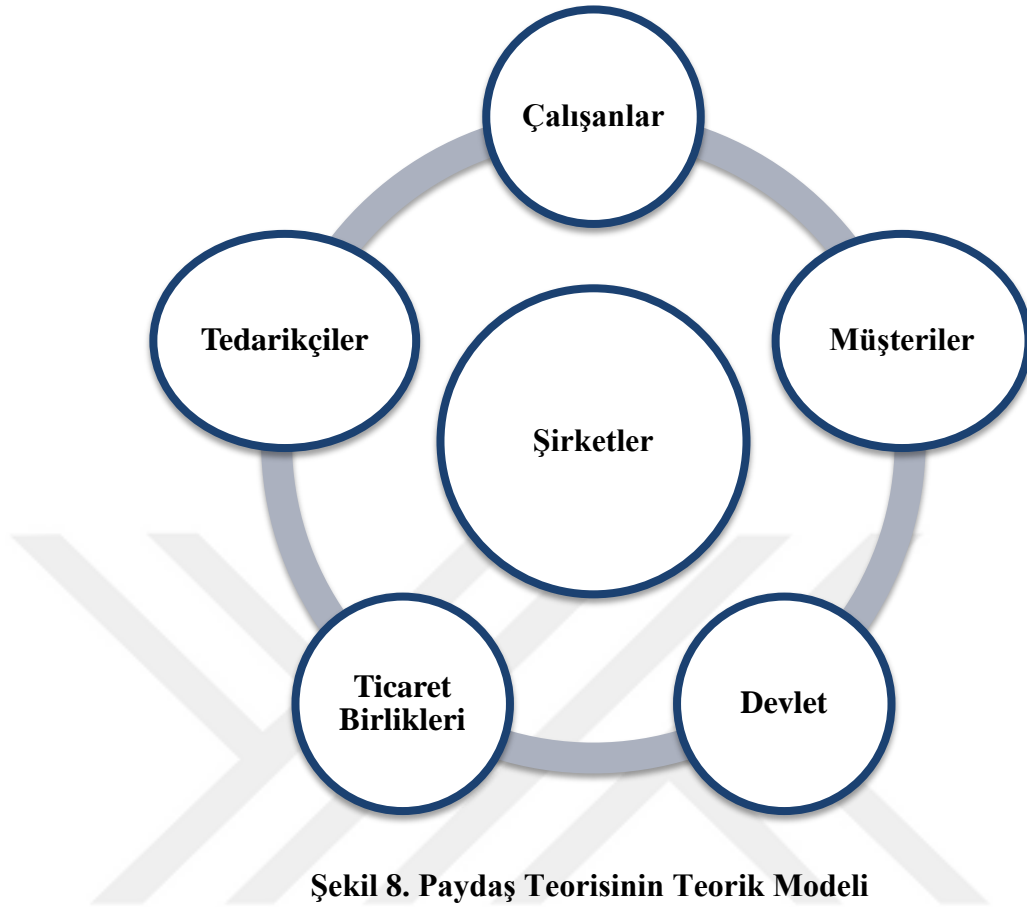 Çalışanlar
Tedarikçiler
Müşteriler
Şirketler
Ticaret
Birlikleri
Devlet
Şekil 8. Paydaş Teorisinin Teorik Modeli